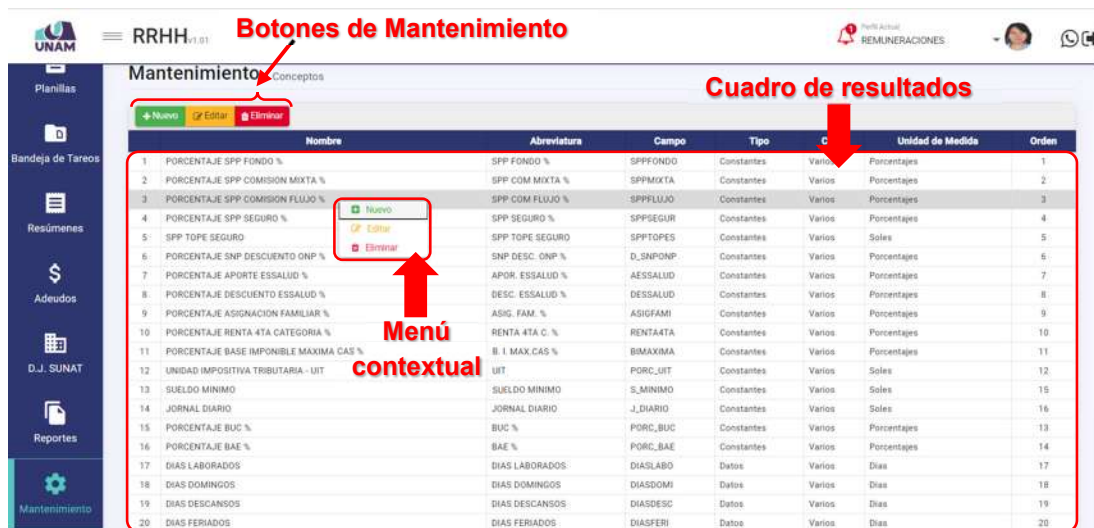 UNAM
RRHH v1.01
Botones de Mantenimiento
Perfil Actual
REMUNERACIONES
Planillas
Bandeja de Tareos
Resúmenes
Adeudos
D.J. SUNAT
Reportes
Mantenimiento
Mantenimiento Conceptos
Cuadro de resultados
Nuevo Editar Eliminar
Nombre Abreviatura Campo Tipo Unidad de Medida Orden
1 PORCENTAJE SPP FONDO % SPP FONDO % SPPFONDO Constantes Varios Porcentajes 1
2 PORCENTAJE SPP COMISION MIXTA % SPP COM MIXTA % SPPMIXTA Constantes Varios Porcentajes 2
3 PORCENTAJE SPP COMISION FLUJO % SPP COM FLUJO % SPPFLUJO Constantes Varios Porcentajes 3
4 PORCENTAJE SPP SEGURO % SPP SEGURO % SPPSEGUR Constantes Varios Porcentajes 4
5 SPP TOPE SEGURO SPP TOPE SEGURO SPPTOPES Constantes Varios Soles 5
6 PORCENTAJE SNP DESCUENTO ONP % SNP DESC. ONP % D_SNPONP Constantes Varios Porcentajes 6
7 PORCENTAJE APORTE ESSALUD % APOR. ESSALUD % AESSALUD Constantes Varios Porcentajes 7
8 PORCENTAJE DESCUENTO ESSALUD % DESC. ESSALUD % DESSALUD Constantes Varios Porcentajes 8
9 PORCENTAJE ASIGNACION FAMILIAR % ASIG. FAM. % ASIGFAMI Constantes Varios Porcentajes 9
10 PORCENTAJE RENTA 4TA CATEGORIA % RENTA 4TA C. % RENTA4TA Constantes Varios Porcentajes 10
11 PORCENTAJE BASE IMPONIBLE MAXIMA CAS % B. I. MAX.CAS % BIMAXIMA Constantes Varios Porcentajes 11
12 UNIDAD IMPOSITIVA TRIBUTARIA - UIT UIT PORC_UIT Constantes Varios Soles 12
13 SUELDO MINIMO SUELDO MINIMO S_MINIMO Constantes Varios Soles 15
14 JORNAL DIARIO JORNAL DIARIO J_DIARIO Constantes Varios Soles 16
15 PORCENTAJE BUC % BUC % PORC_BUC Constantes Varios Porcentajes 13
16 PORCENTAJE BAE % BAE % PORC_BAE Constantes Varios Porcentajes 14
17 DIAS LABORADOS DIAS LABORADOS DIASLABO Datos Varios Dias 17
18 DIAS DOMINGOS DIAS DOMINGOS DIASDOMI Datos Varios Dias 18
19 DIAS DESCANSOS DIAS DESCANSOS DIASDESC Datos Varios Dias 19
20 DIAS FERIADOS DIAS FERIADOS DIASFERI Datos Varios Dias 20
Nuevo
Editar
Eliminar
Menú
contextual